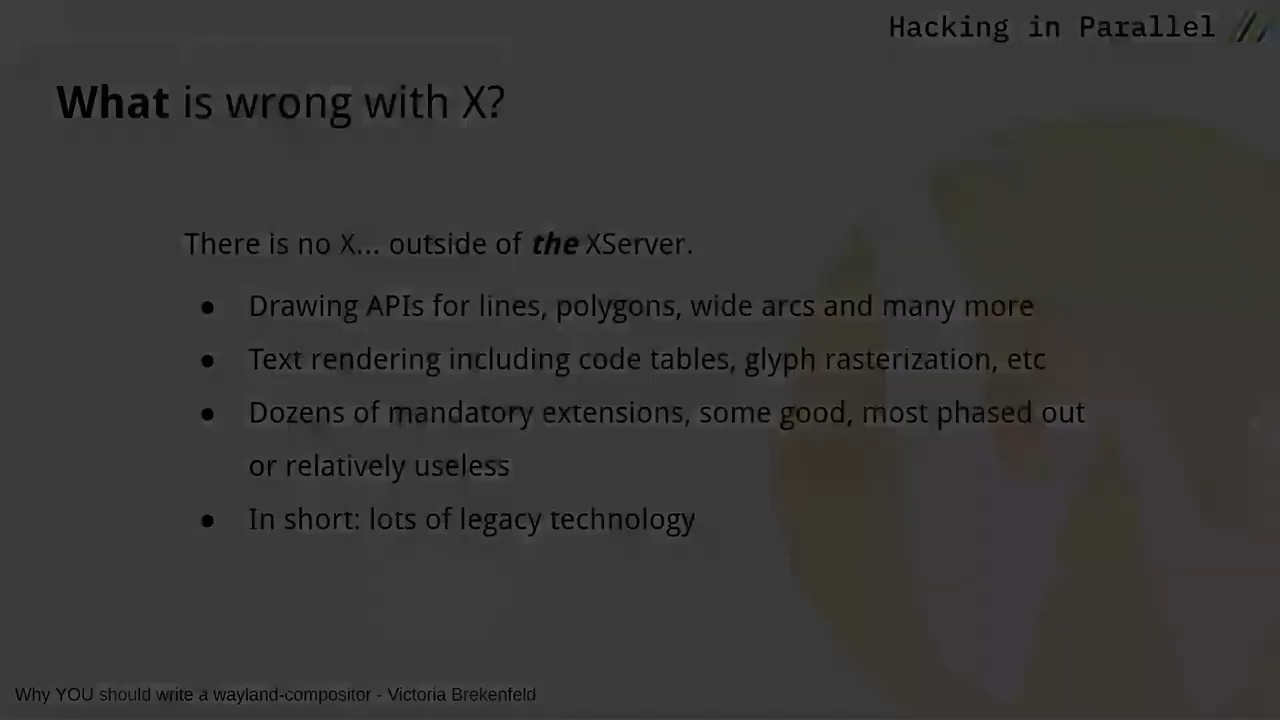 Hacking in Parallel //
What is wrong with X?
There is no X... outside of the XServer.
● Drawing APIs for lines, polygons, wide arcs and many more
● Text rendering including code tables, glyph rasterization, etc
● Dozens of mandatory extensions, some good, most phased out
or relatively useless
● In short: lots of legacy technology
Why YOU should write a wayland-compositor - Victoria Brekenfeld